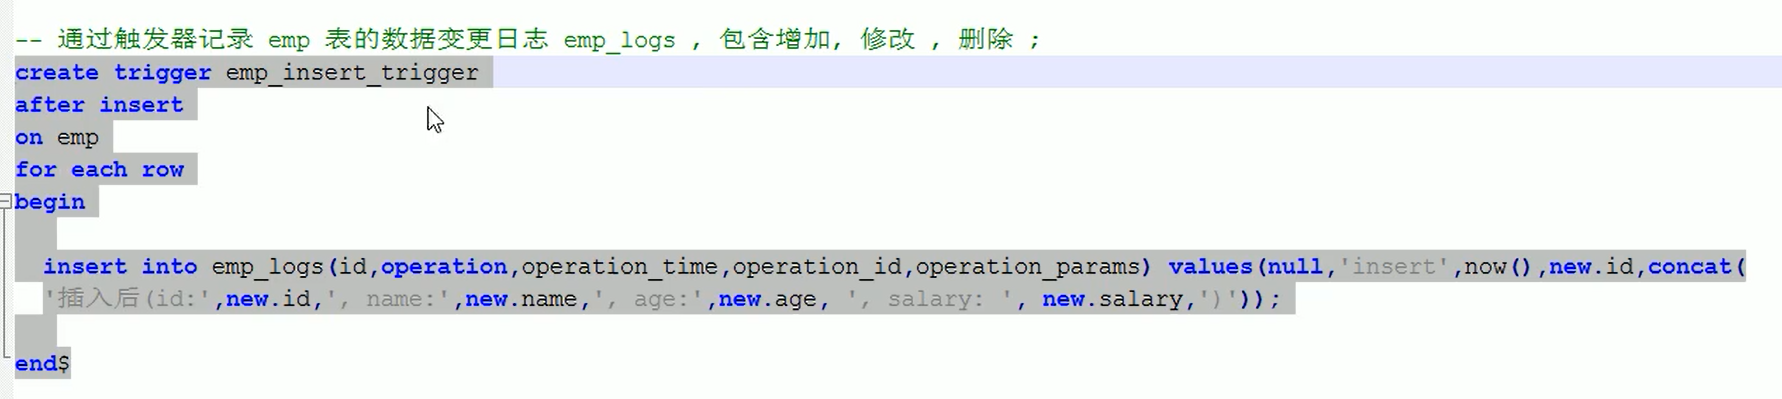 -- 通过触发器记录 emp 表的数据变更日志 emp_logs , 包含增加, 修改 , 删除 ;
create trigger emp_insert_trigger
after insert
on emp
for each row
begin
insert into emp_logs(id,operation,operation_time,operation_id,operation_params) values(null,'insert',now(),new.id,concat(
'插入后(id:',new.id,', name:',new.name,', age:',new.age, ', salary: ', new.salary,')'));
end$